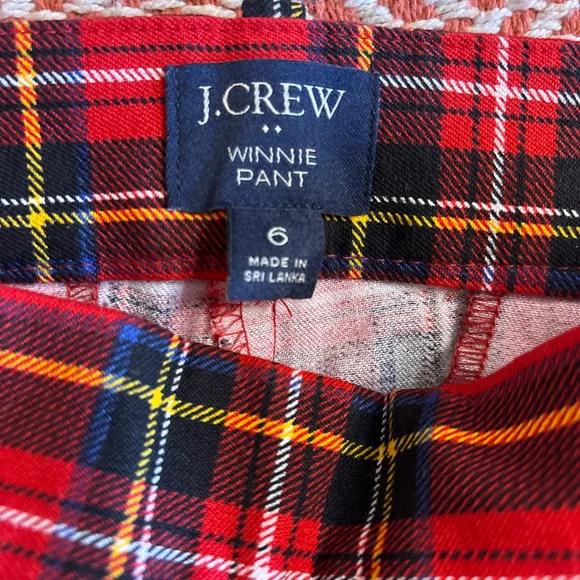 J.CREW
WINNIE
PANT
6
MADE IN
SRI LANKA